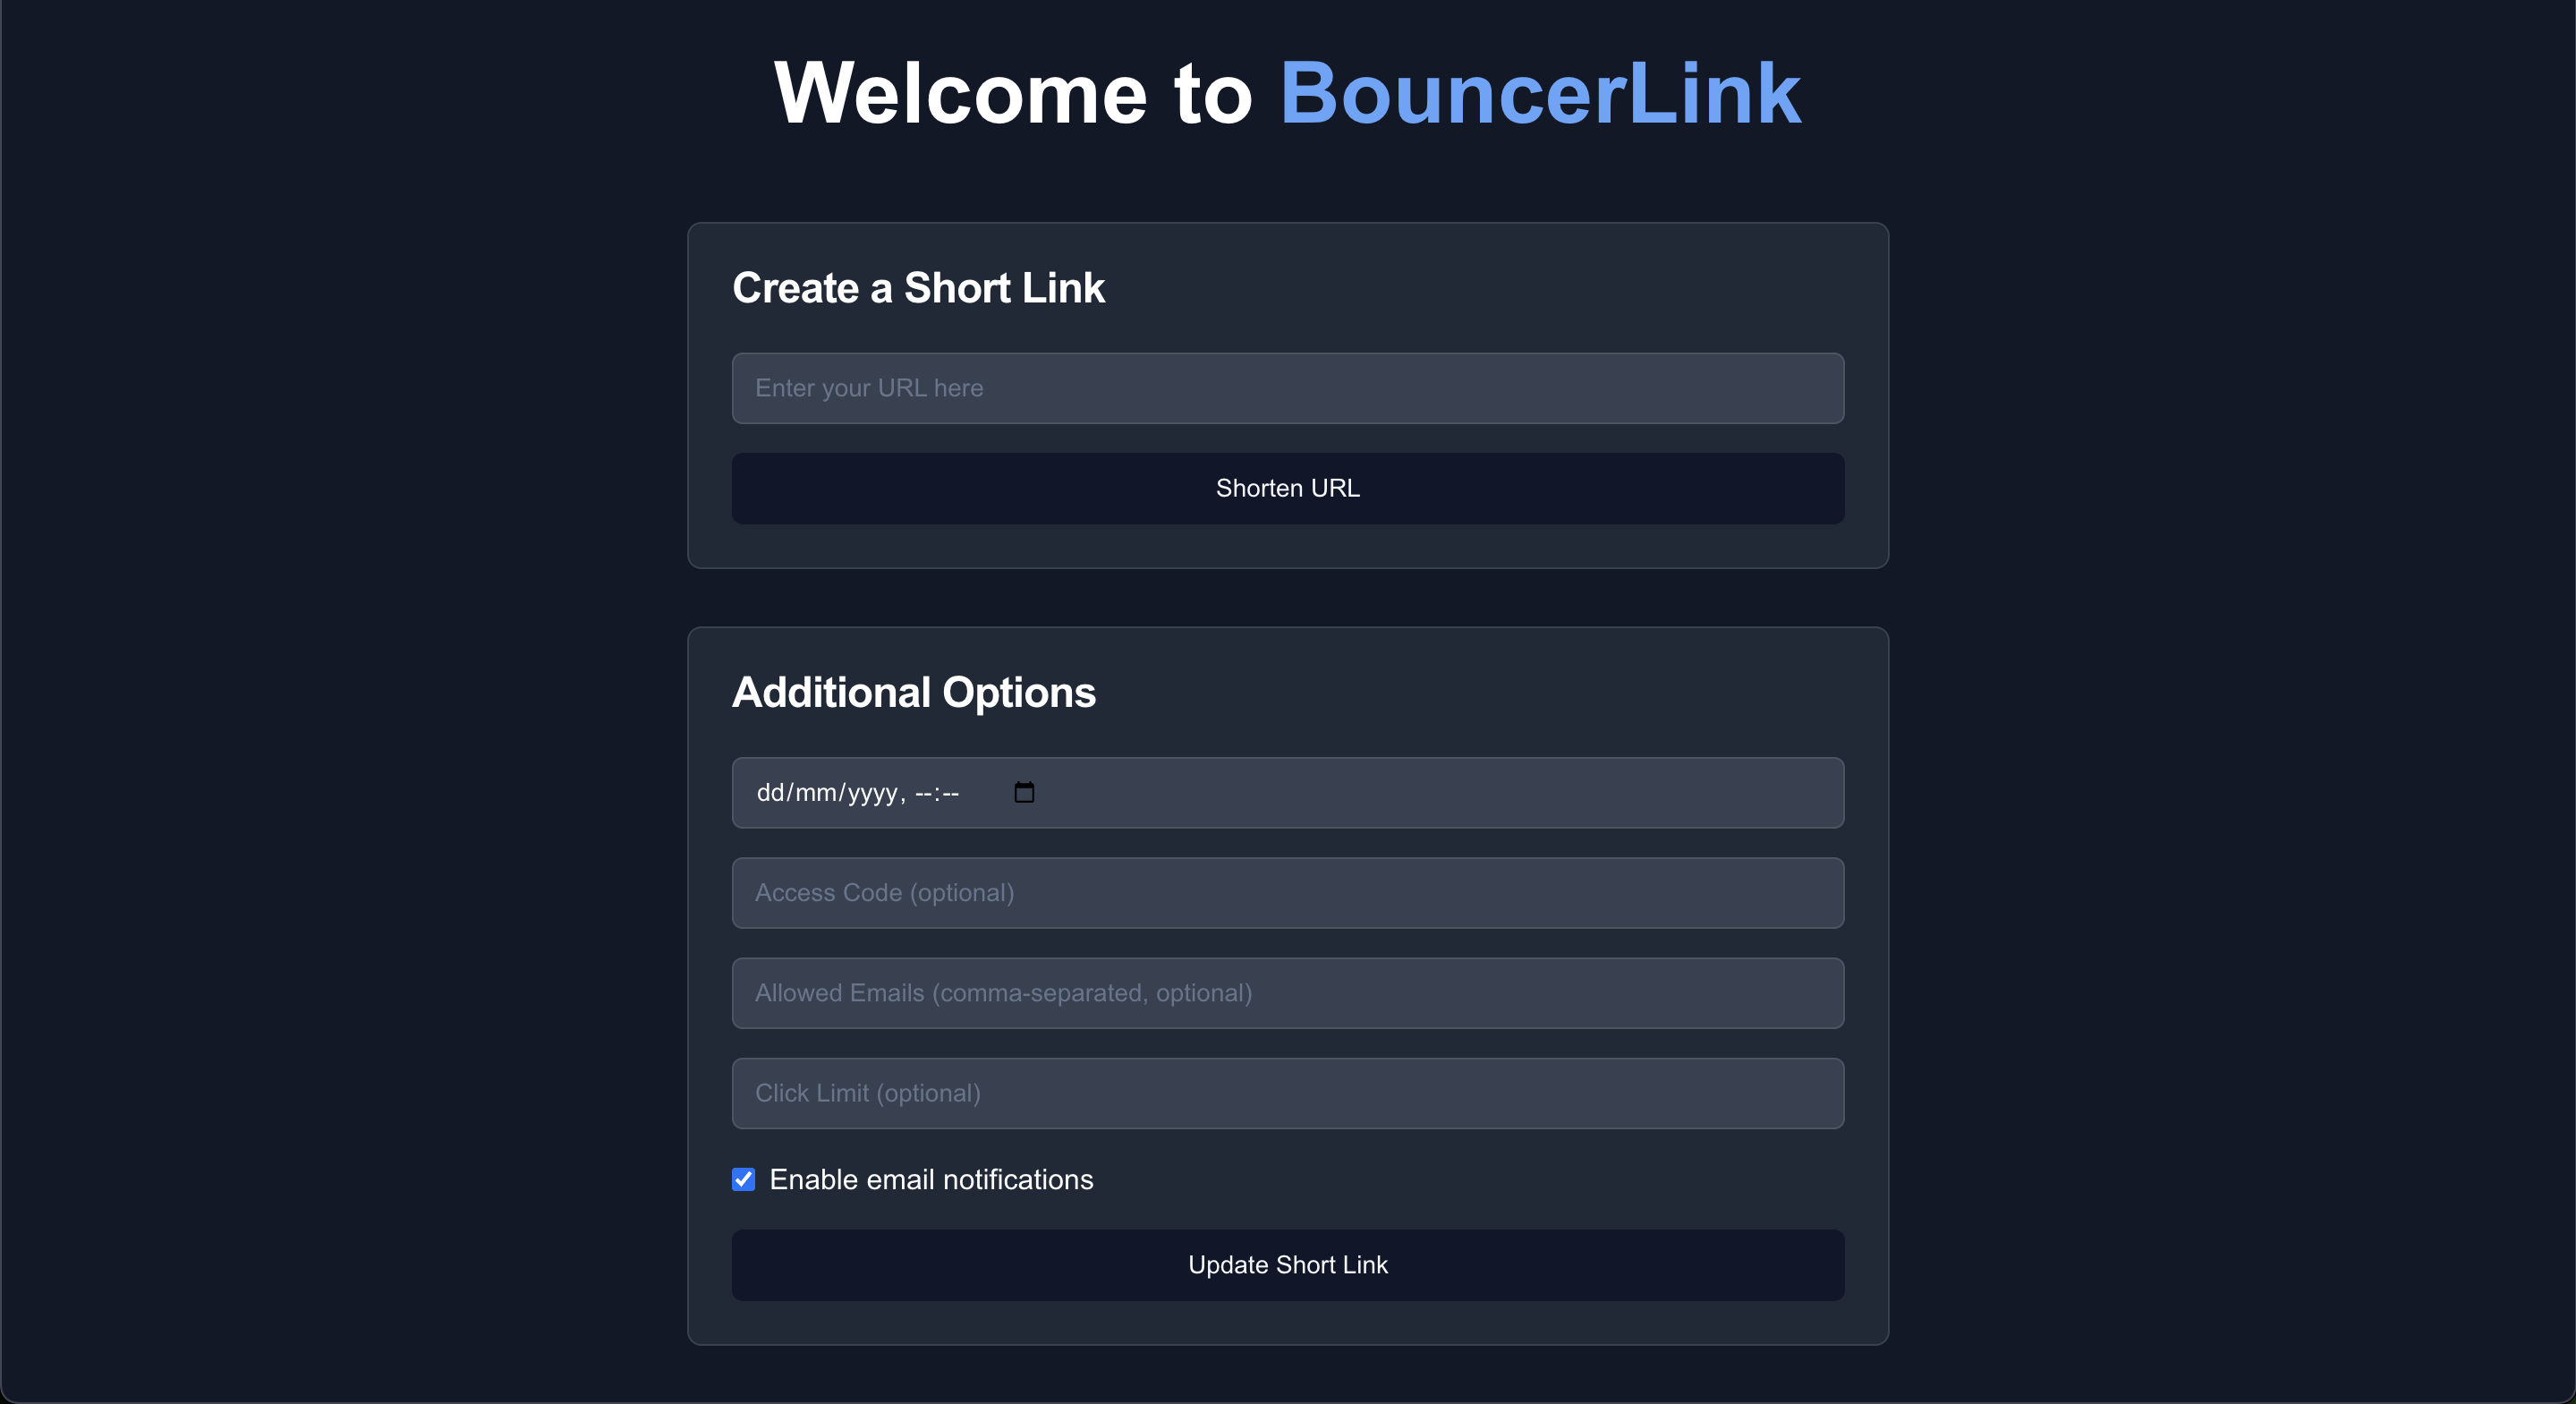 Welcome to BouncerLink
Create a Short Link
Enter your URL here
Shorten URL
Additional Options
dd/mm/yyyy, --:--
Access Code (optional)
Allowed Emails (comma-separated, optional)
Click Limit (optional)
Enable email notifications
Update Short Link